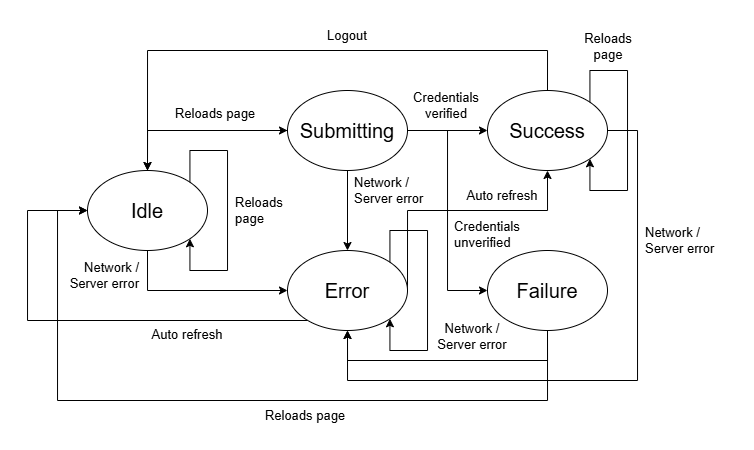 Logout
Reloads
page
Credentials
verified
Reloads page
Submitting
Success
Network /
Server error
Auto refresh
Reloads
page
Idle
Credentials
unverified
Network /
Server error
Network /
Server error
Error
Failure
Network /
Server error
Auto refresh
Reloads page